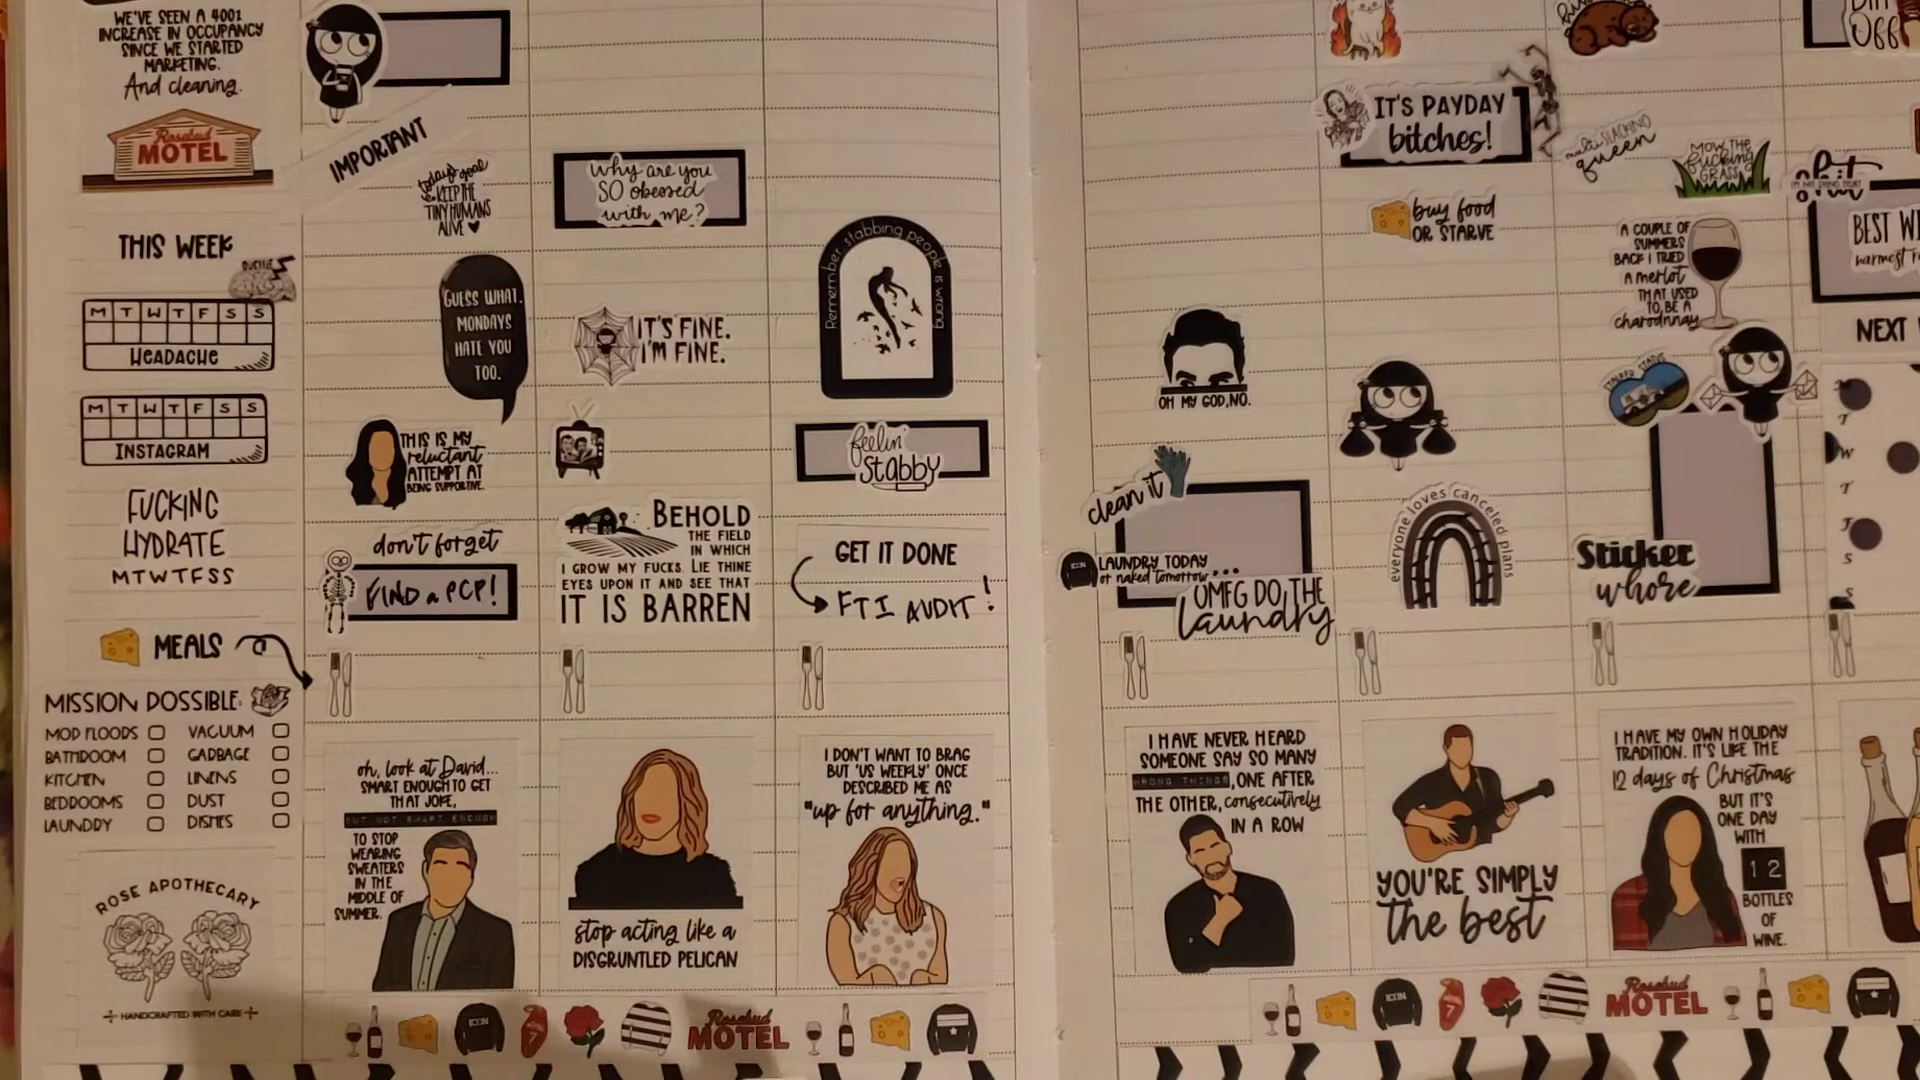 WE'VE SEEN A 400%
INCREASE IN OCCUPANCY
SINCE WE STARTED
MARKETING.
And cleaning.
Rosebud
MOTEL
THIS WEEK
OUCHIE
M T W T F S S
HEADACHE
M T W T F S S
INSTAGRAM
FUCKING
HYDRATE
M T W T F S S
MEALS
MISSION POSSIBLE:
MOP FLOORS VACUUM
BATHROOM GARBAGE
KITCHEN LINENS
BEDROOMS DUST
LAUNDRY DISHES
ROSE APOTHECARY
HANDCRAFTED WITH CARE
IMPORTANT
today's goal
KEEP THE
TINY HUMANS
ALIVE
GUESS WHAT.
MONDAYS
HATE YOU
TOO.
THIS IS MY
reluctant
ATTEMPT AT
BEING SUPPORTIVE.
don't forget
FIND a PCP!
oh, look at David...
SMART ENOUGH TO GET
THAT JOKE,
BUT NOT SMART ENOUGH
TO STOP
WEARING
SWEATERS
IN THE
MIDDLE OF
SUMMER.
Why are you
SO obsessed
with me?
IT'S FINE.
I'M FINE.
BEHOLD
THE FIELD
IN WHICH
I GROW MY FUCKS. LIE THINE
EYES UPON IT AND SEE THAT
IT IS BARREN
stop acting like a
DISGRUNTLED PELICAN
Remember, stabbing people is wrong
feelin'
stabby
GET IT DONE
FTI AUDIT!
I DON'T WANT TO BRAG
BUT 'US WEEKLY' ONCE
DESCRIBED ME AS
"up for anything."
ICON
Rosebud
MOTEL
OH MY GOD, NO.
clean it
ICON
LAUNDRY TODAY
or naked tomorrow...
OMFG DO THE
laundry
I HAVE NEVER HEARD
SOMEONE SAY SO MANY
WRONG THINGS, ONE AFTER
THE OTHER, consecutively
IN A ROW
IT'S PAYDAY
bitches!
buy food
OR STARVE
everyone loves canceled plans
YOU'RE SIMPLY
the best
multi slacking
queen
MOW THE
fucking
GRASS
A COUPLE OF
SUMMERS
BACK I TRIED
a merlot
THAT USED
TO BE A
chardonnay
STALKER STATUS
Sticker
whore
I HAVE MY OWN HOLIDAY
TRADITION. IT'S LIKE THE
12 days of Christmas
BUT IT'S
ONE DAY
WITH
12
BOTTLES
OF
WINE.
OFF
shit
BEST WI
warmest r
NEXT
T
W
T
F
S
S
ICON
Rosebud
MOTEL